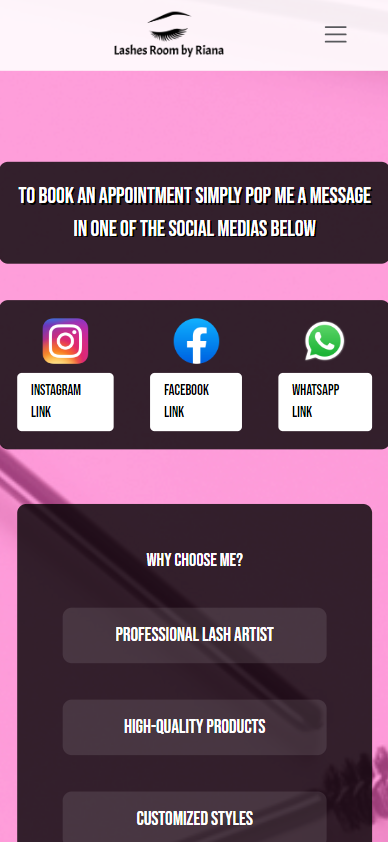 Lashes Room by Riana
TO BOOK AN APPOINTMENT SIMPLY POP ME A MESSAGE
IN ONE OF THE SOCIAL MEDIAS BELOW
INSTAGRAM
LINK
FACEBOOK
LINK
WHATSAPP
LINK
WHY CHOOSE ME?
PROFESSIONAL LASH ARTIST
HIGH-QUALITY PRODUCTS
CUSTOMIZED STYLES